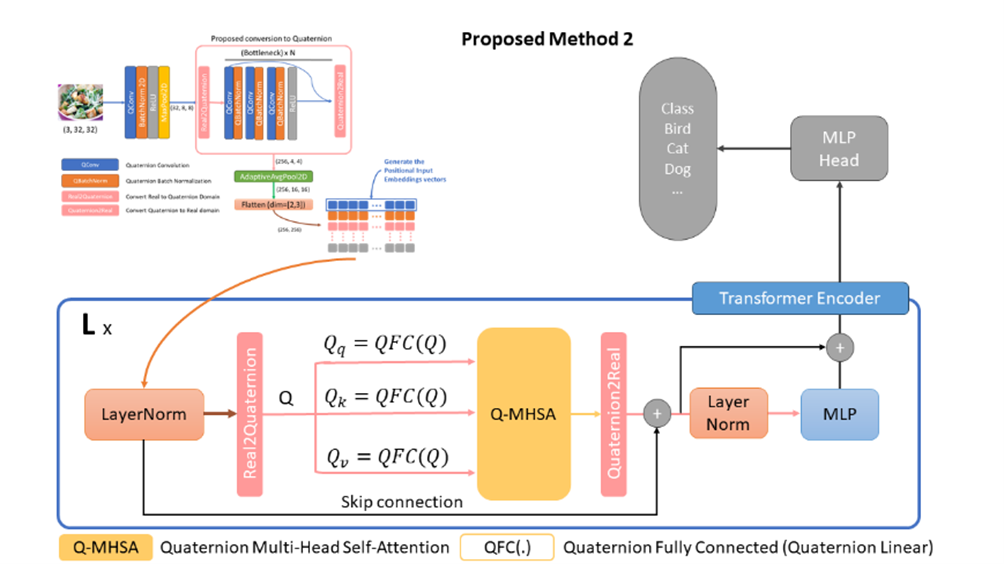 Proposed conversion to Quaternion
Proposed Method 2
(Bottleneck) x N
QConv
BatchNorm 2D
ReLU
MaxPool2D
(32, 8, 8)
Real2Quaternion
QConv
QBatchNorm
QConv
QBatchNorm
QConv
QBatchNorm
ReLU
Quaternion2Real
(3, 32, 32)
Class
Bird
Cat
Dog
...
MLP
Head
(256, 4, 4)
QConv
Quaternion Convolution
QBatchNorm
Quaternion Batch Normalization
Real2Quaternion
Convert Real to Quaternion Domain
Quaternion2Real
Convert Quaternion to Real domain
AdaptiveAvgPool2D
(256, 16, 16)
Flatten (dim=[2,3])
(256, 256)
Generate the
Positional Input
Embeddings vectors
Transformer Encoder
L x
LayerNorm
Real2Quaternion
Q
Qq = QFC(Q)
Qk = QFC(Q)
Qv = QFC(Q)
Q-MHSA
Quaternion2Real
+
+
Layer
Norm
MLP
Skip connection
Q-MHSA
Quaternion Multi-Head Self-Attention
QFC(.)
Quaternion Fully Connected (Quaternion Linear)